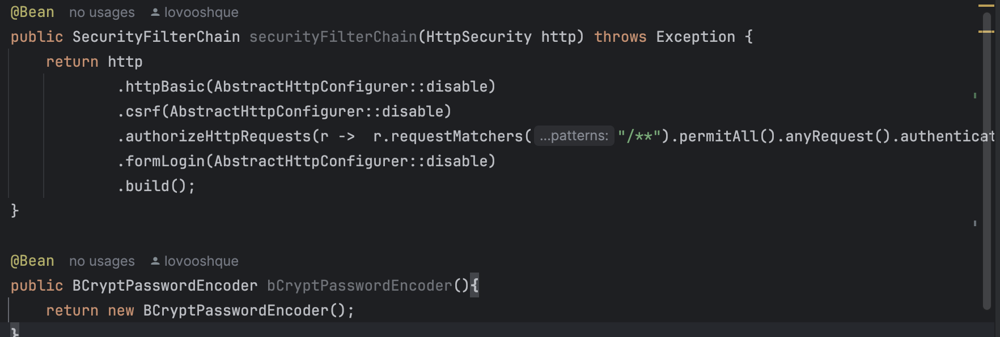 @Bean no usages lovooshque
public SecurityFilterChain securityFilterChain(HttpSecurity http) throws Exception {
return http
.httpBasic(AbstractHttpConfigurer::disable)
.csrf(AbstractHttpConfigurer::disable)
.authorizeHttpRequests(r -> r.requestMatchers( ...patterns: "/**").permitAll().anyRequest().authenticat
.formLogin(AbstractHttpConfigurer::disable)
.build();
}
@Bean no usages lovooshque
public BCryptPasswordEncoder bCryptPasswordEncoder(){
return new BCryptPasswordEncoder();
}